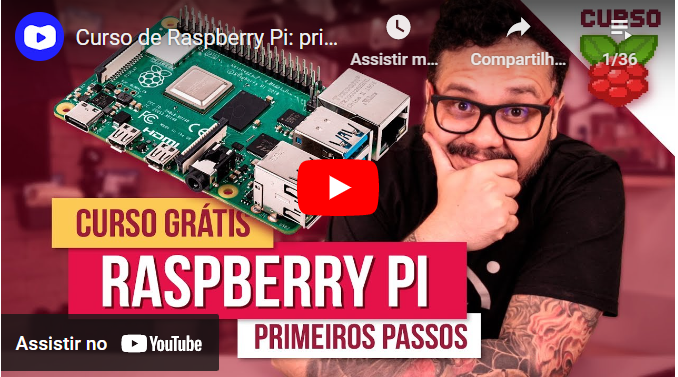 Curso de Raspberry Pi: pri...
Assistir m...
Compartilh...
1/36
CURSO
HDMI
CURSO GRÁTIS
RASPBERRY PI
PRIMEIROS PASSOS
Assistir no YouTube